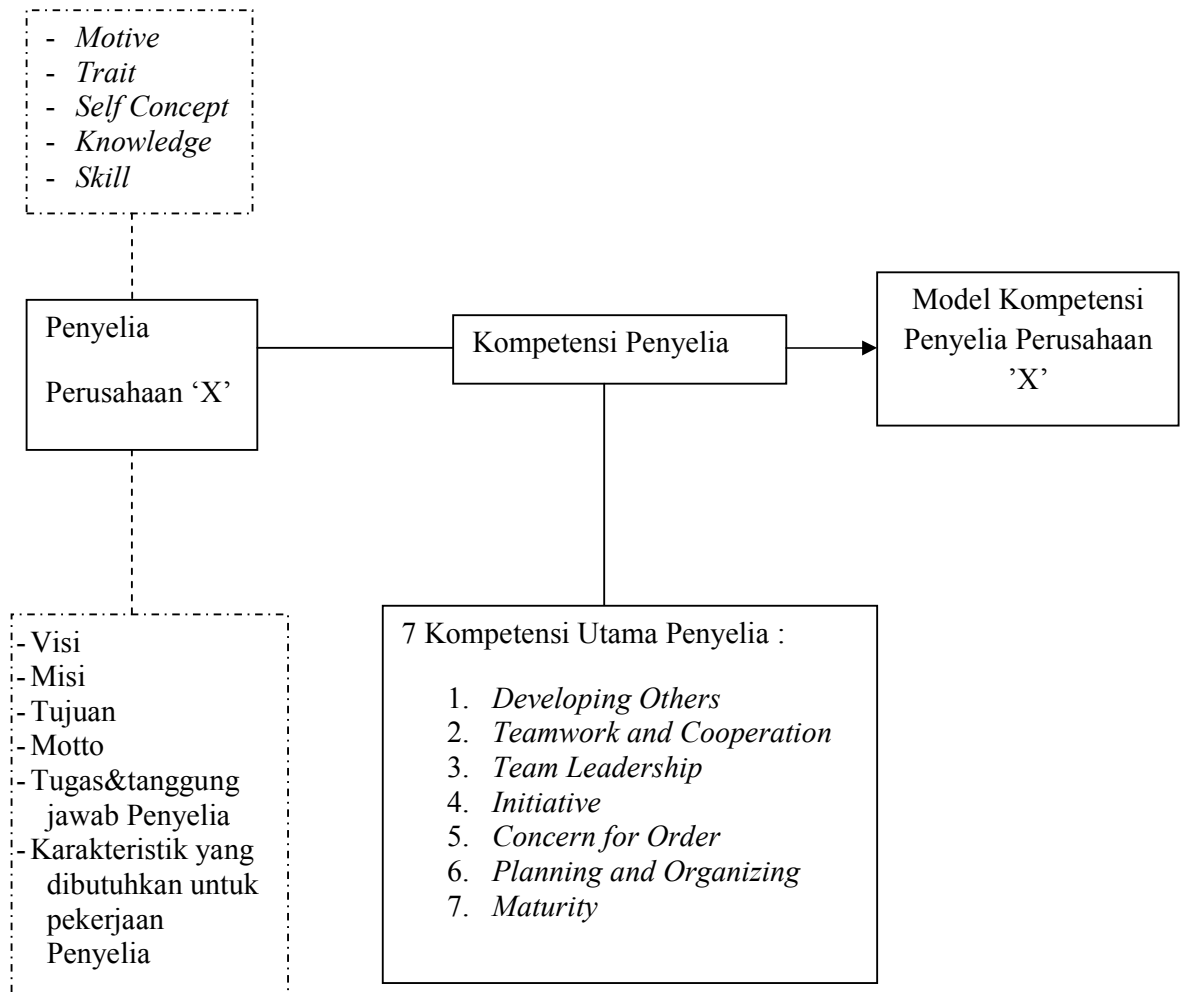 - Motive
- Trait
- Self Concept
- Knowledge
- Skill
Penyelia
Perusahaan ‘X’
Kompetensi Penyelia
Model Kompetensi
Penyelia Perusahaan
’X’
- Visi
- Misi
- Tujuan
- Motto
- Tugas&tanggung
jawab Penyelia
- Karakteristik yang
dibutuhkan untuk
pekerjaan
Penyelia
7 Kompetensi Utama Penyelia :
1. Developing Others
2. Teamwork and Cooperation
3. Team Leadership
4. Initiative
5. Concern for Order
6. Planning and Organizing
7. Maturity